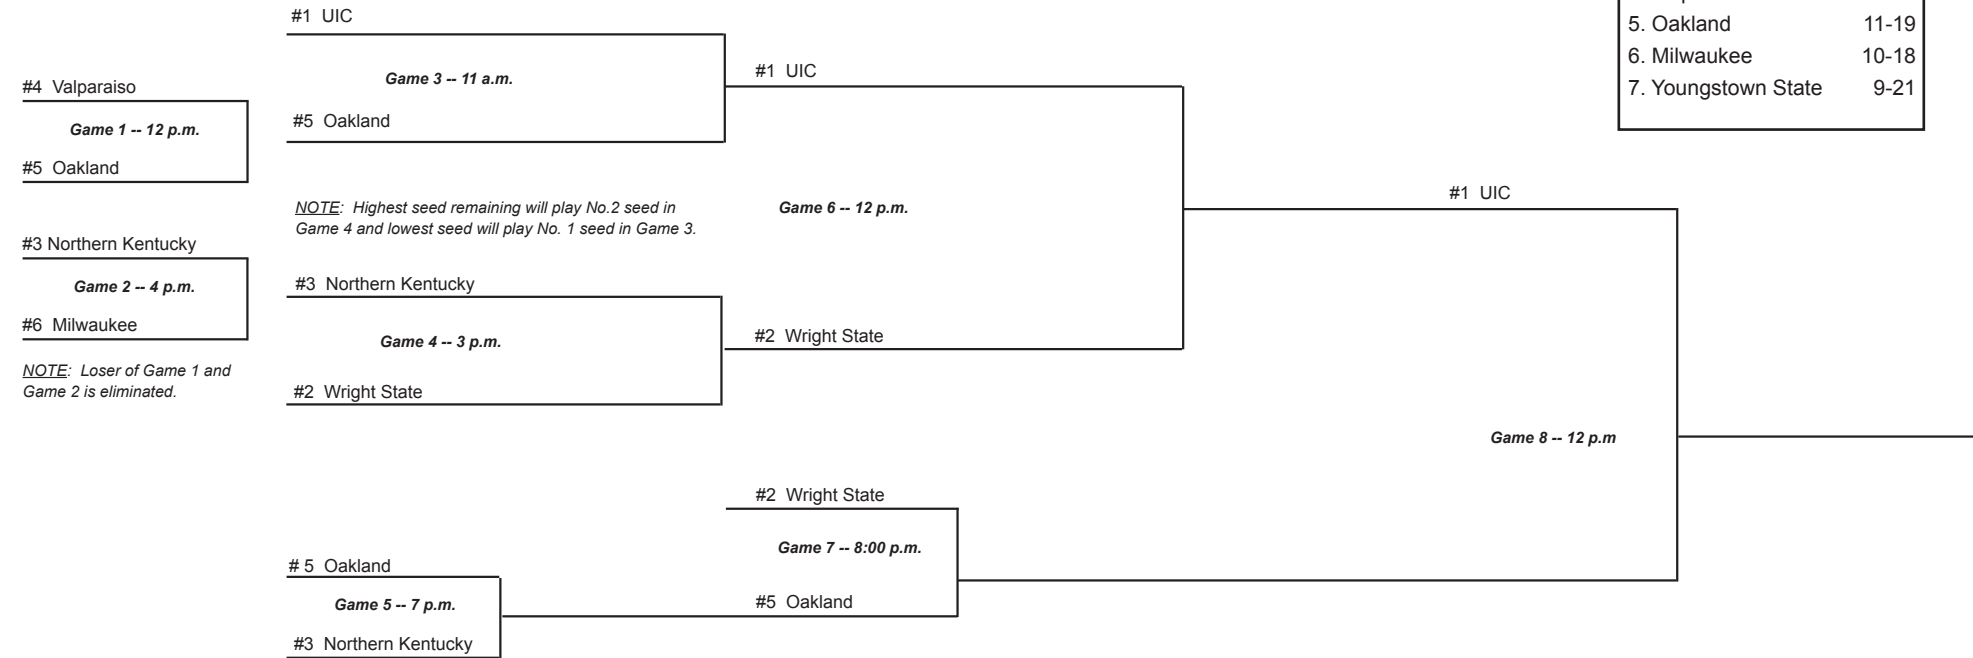 #1 UIC
5. Oakland 11-19
6. Milwaukee 10-18
7. Youngstown State 9-21
Game 3 -- 11 a.m.
#1 UIC
#4 Valparaiso
Game 1 -- 12 p.m.
#5 Oakland
#5 Oakland
NOTE: Highest seed remaining will play No.2 seed in
Game 4 and lowest seed will play No. 1 seed in Game 3.
Game 6 -- 12 p.m.
#1 UIC
#3 Northern Kentucky
Game 2 -- 4 p.m.
#6 Milwaukee
#3 Northern Kentucky
Game 4 -- 3 p.m.
#2 Wright State
#2 Wright State
NOTE: Loser of Game 1 and
Game 2 is eliminated.
Game 8 -- 12 p.m
#2 Wright State
Game 7 -- 8:00 p.m.
#5 Oakland
# 5 Oakland
Game 5 -- 7 p.m.
#3 Northern Kentucky